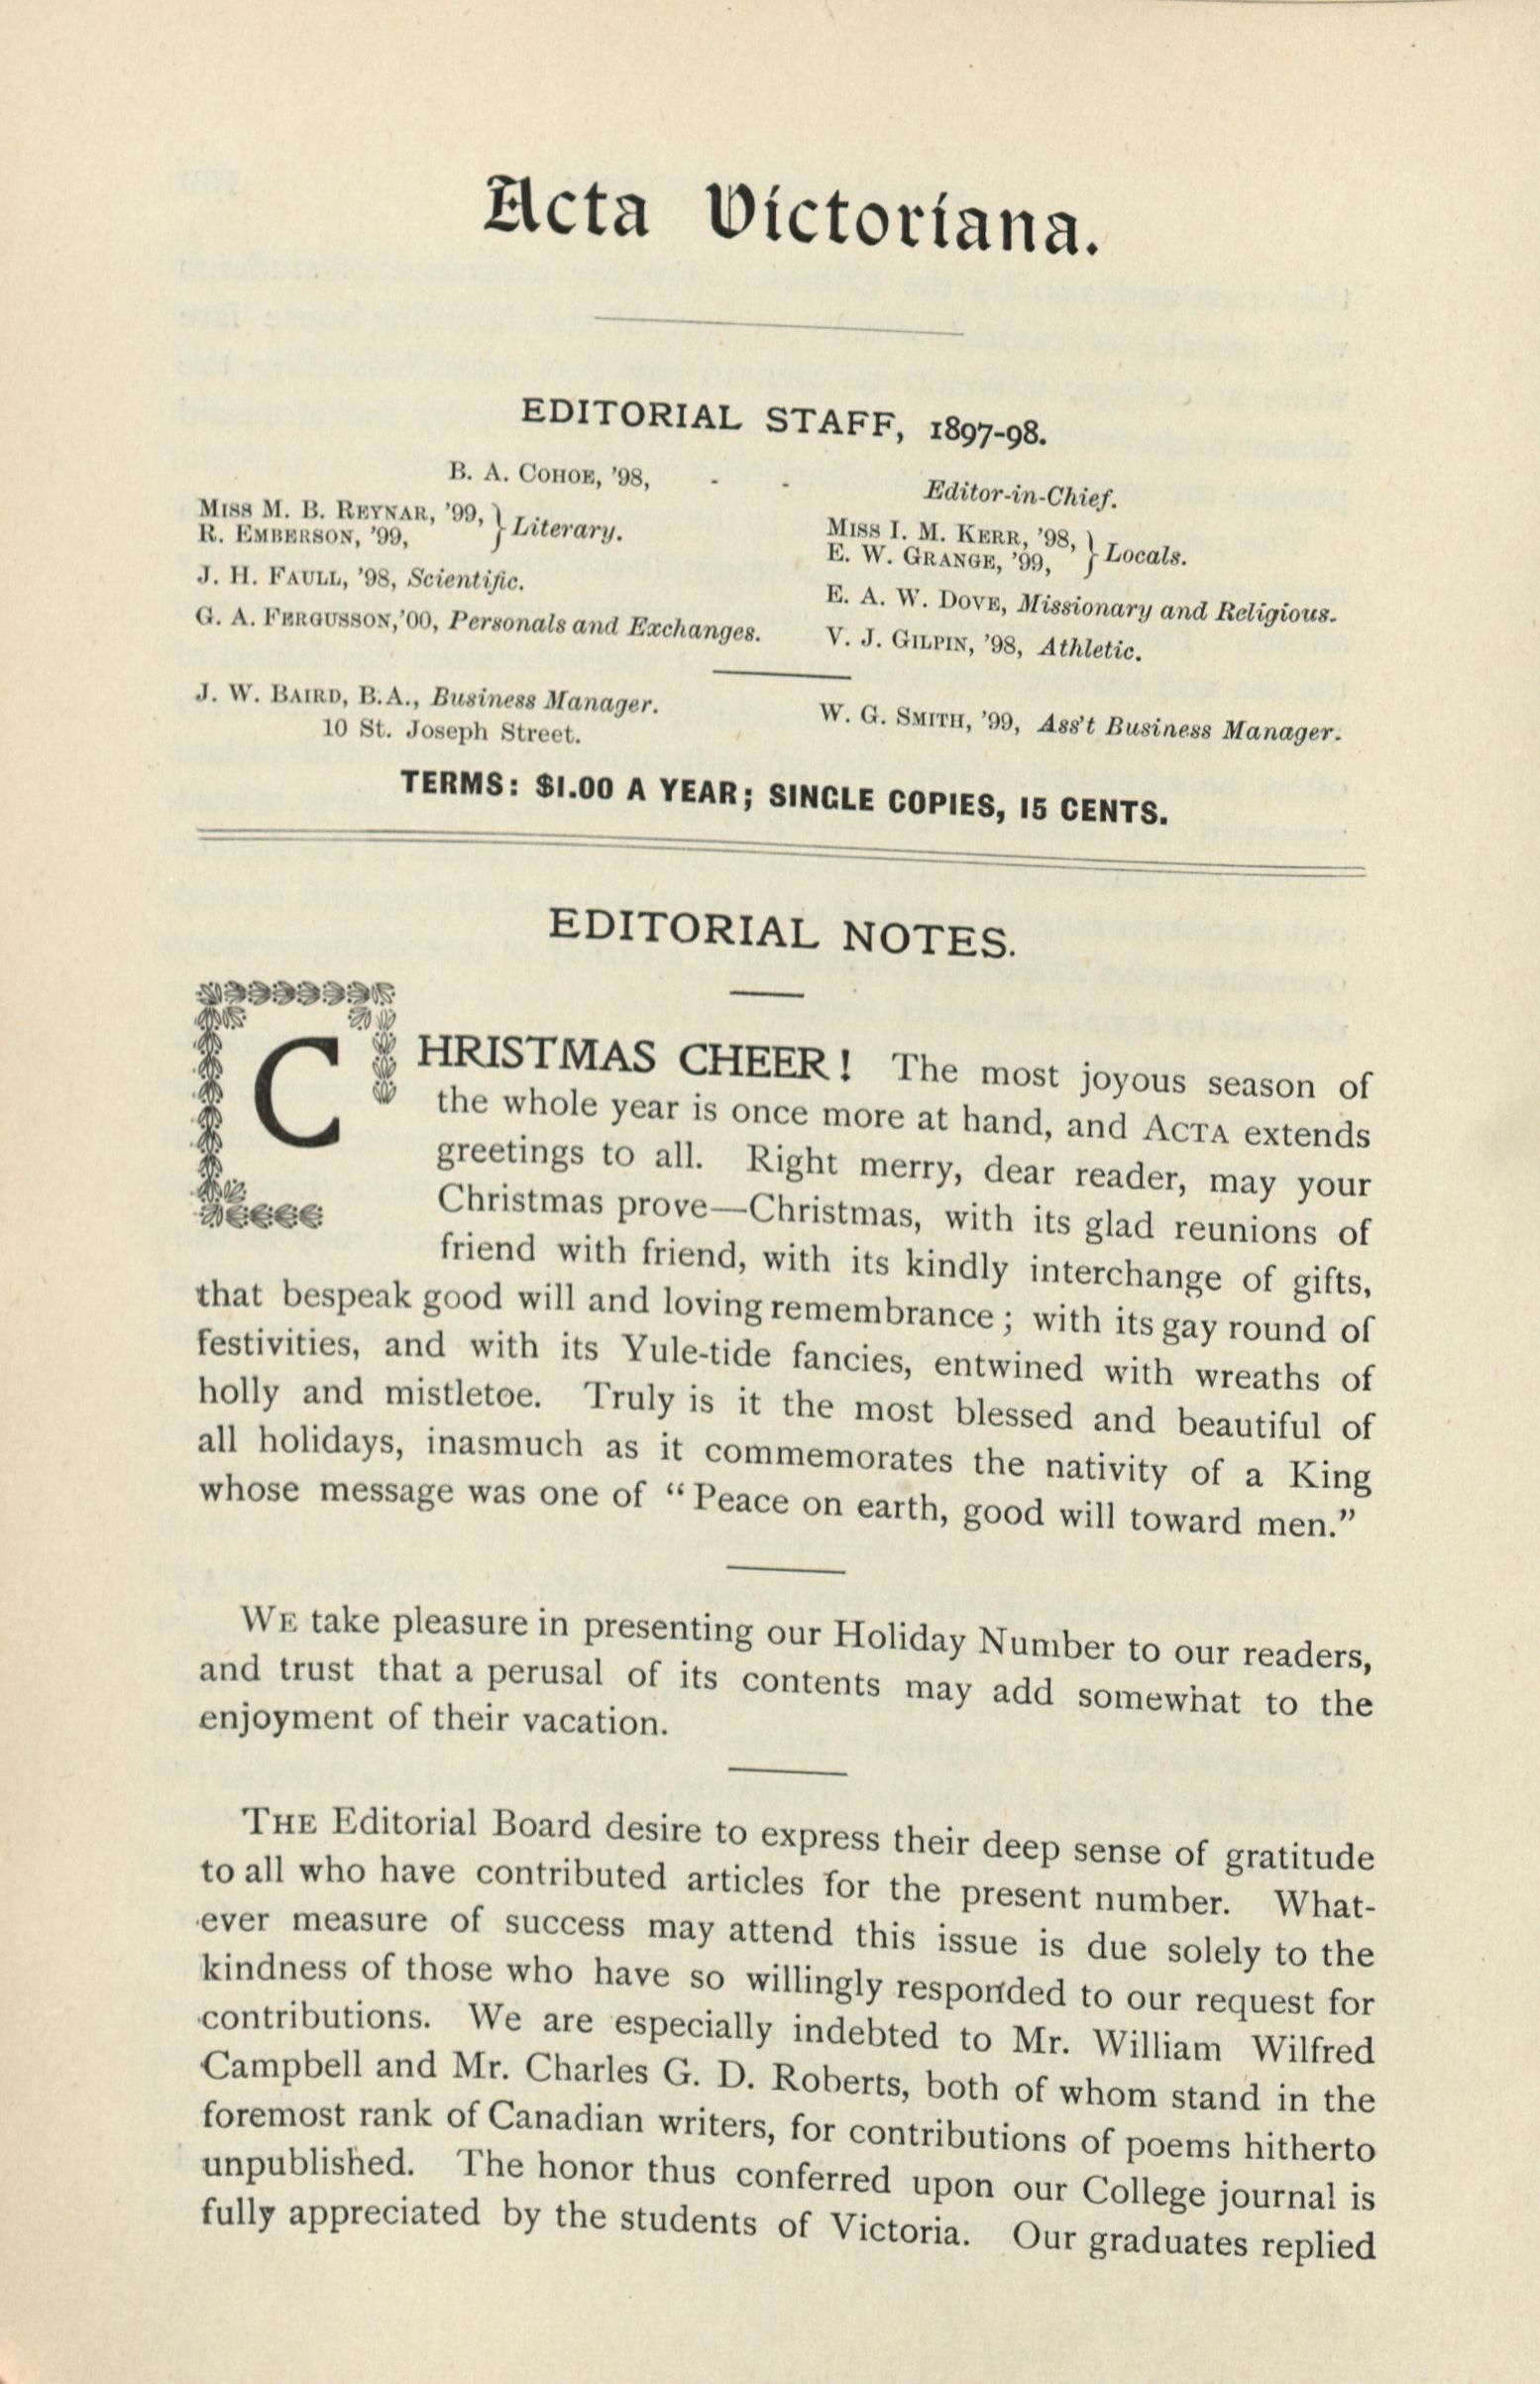 Acta Victoriana.
EDITORIAL STAFF, 1897-98.
B. A. COHOE, '98, - - Editor-in-Chief.
MISS M. B. REYNAR, '99, } Literary.
R. EMBERSON, '99,
MISS I. M. KERR, '98, } Locals.
E. W. GRANGE, '99,
J. H. FAULL, '98, Scientific.
E. A. W. DOVE, Missionary and Religious.
G. A. FERGUSSON, '00, Personals and Exchanges.
V. J. GILPIN, '98, Athletic.
J. W. BAIRD, B.A., Business Manager.
10 St. Joseph Street.
W. G. SMITH, '99, Ass't Business Manager.
TERMS: $1.00 A YEAR; SINGLE COPIES, 15 CENTS.
EDITORIAL NOTES.
CHRISTMAS CHEER! The most joyous season of
the whole year is once more at hand, and ACTA extends
greetings to all. Right merry, dear reader, may your
Christmas prove—Christmas, with its glad reunions of
friend with friend, with its kindly interchange of gifts,
that bespeak good will and loving remembrance; with its gay round of
festivities, and with its Yule-tide fancies, entwined with wreaths of
holly and mistletoe. Truly is it the most blessed and beautiful of
all holidays, inasmuch as it commemorates the nativity of a King
whose message was one of "Peace on earth, good will toward men."
WE take pleasure in presenting our Holiday Number to our readers,
and trust that a perusal of its contents may add somewhat to the
enjoyment of their vacation.
THE Editorial Board desire to express their deep sense of gratitude
to all who have contributed articles for the present number. What-
ever measure of success may attend this issue is due solely to the
kindness of those who have so willingly responded to our request for
contributions. We are especially indebted to Mr. William Wilfred
Campbell and Mr. Charles G. D. Roberts, both of whom stand in the
foremost rank of Canadian writers, for contributions of poems hitherto
unpublished. The honor thus conferred upon our College journal is
fully appreciated by the students of Victoria. Our graduates replied